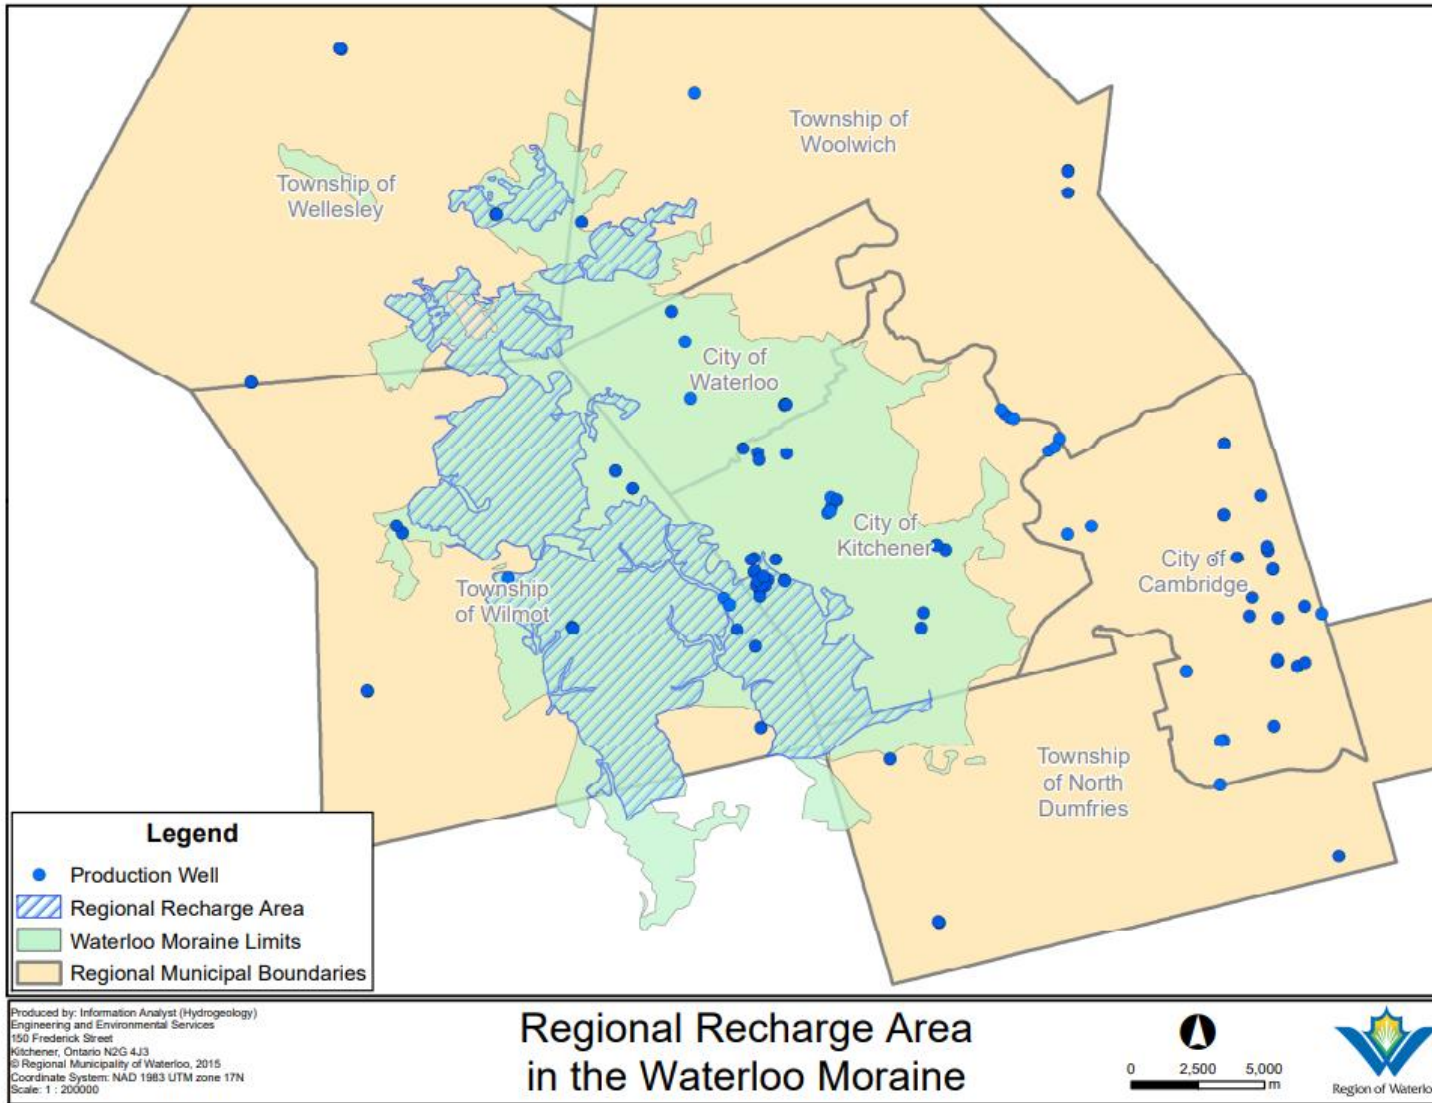 Township of
Woolwich
Township of
Wellesley
City of
Waterloo
City of
Kitchener
City of
Cambridge
Township
of Wilmot
Township
of North
Dumfries
Legend
Production Well
Regional Recharge Area
Waterloo Moraine Limits
Regional Municipal Boundaries
Produced by: Information Analyst (Hydrogeology)
Engineering and Environmental Services
150 Frederick Street
Kitchener, Ontario N2G 4J3
© Regional Municipality of Waterloo, 2015
Coordinate System: NAD 1983 UTM zone 17N
Scale: 1 : 200000
Regional Recharge Area
in the Waterloo Moraine
0 2,500 5,000
m
Region of Waterlo